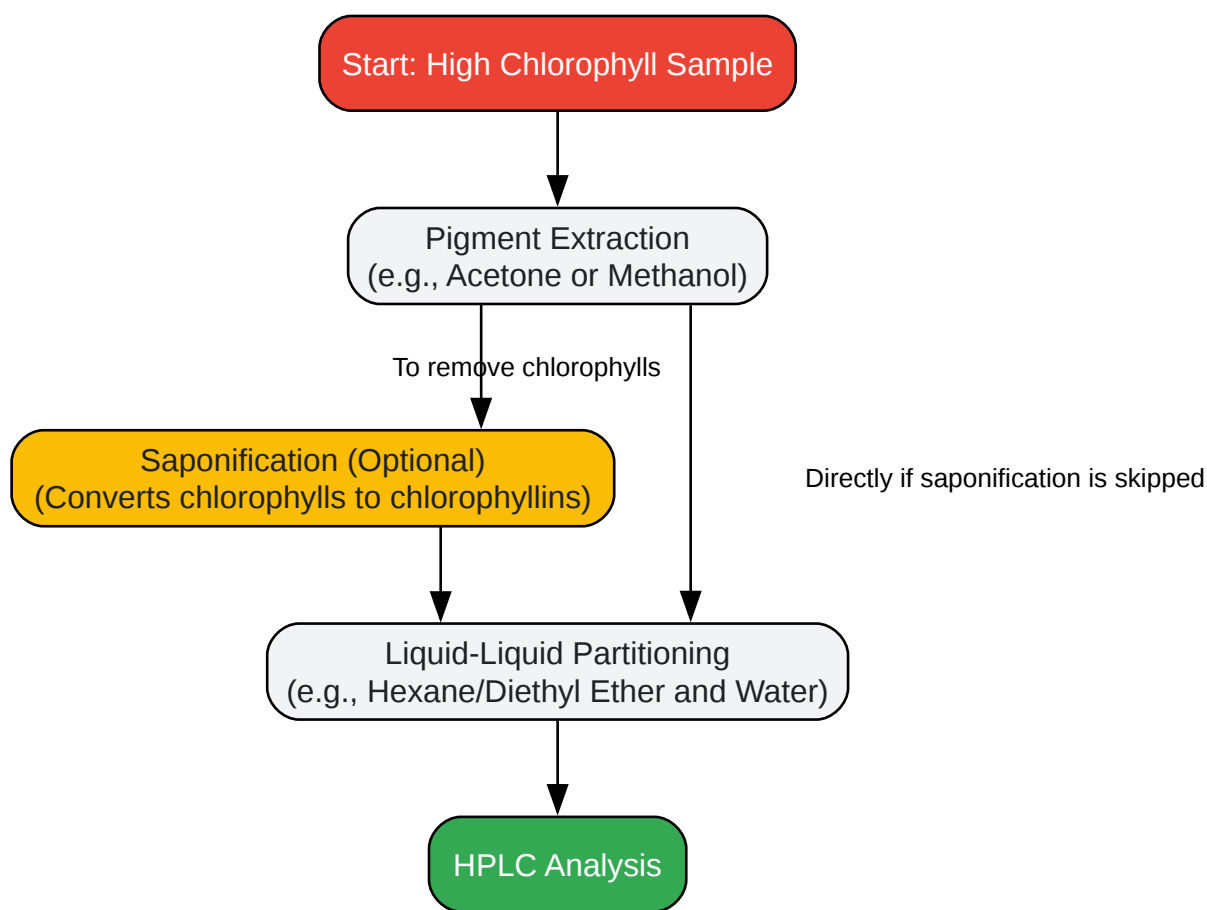 Start: High Chlorophyll Sample
Pigment Extraction
(e.g., Acetone or Methanol)
To remove chlorophylls
Saponification (Optional)
(Converts chlorophylls to chlorophyllins)
Directly if saponification is skipped
Liquid-Liquid Partitioning
(e.g., Hexane/Diethyl Ether and Water)
HPLC Analysis